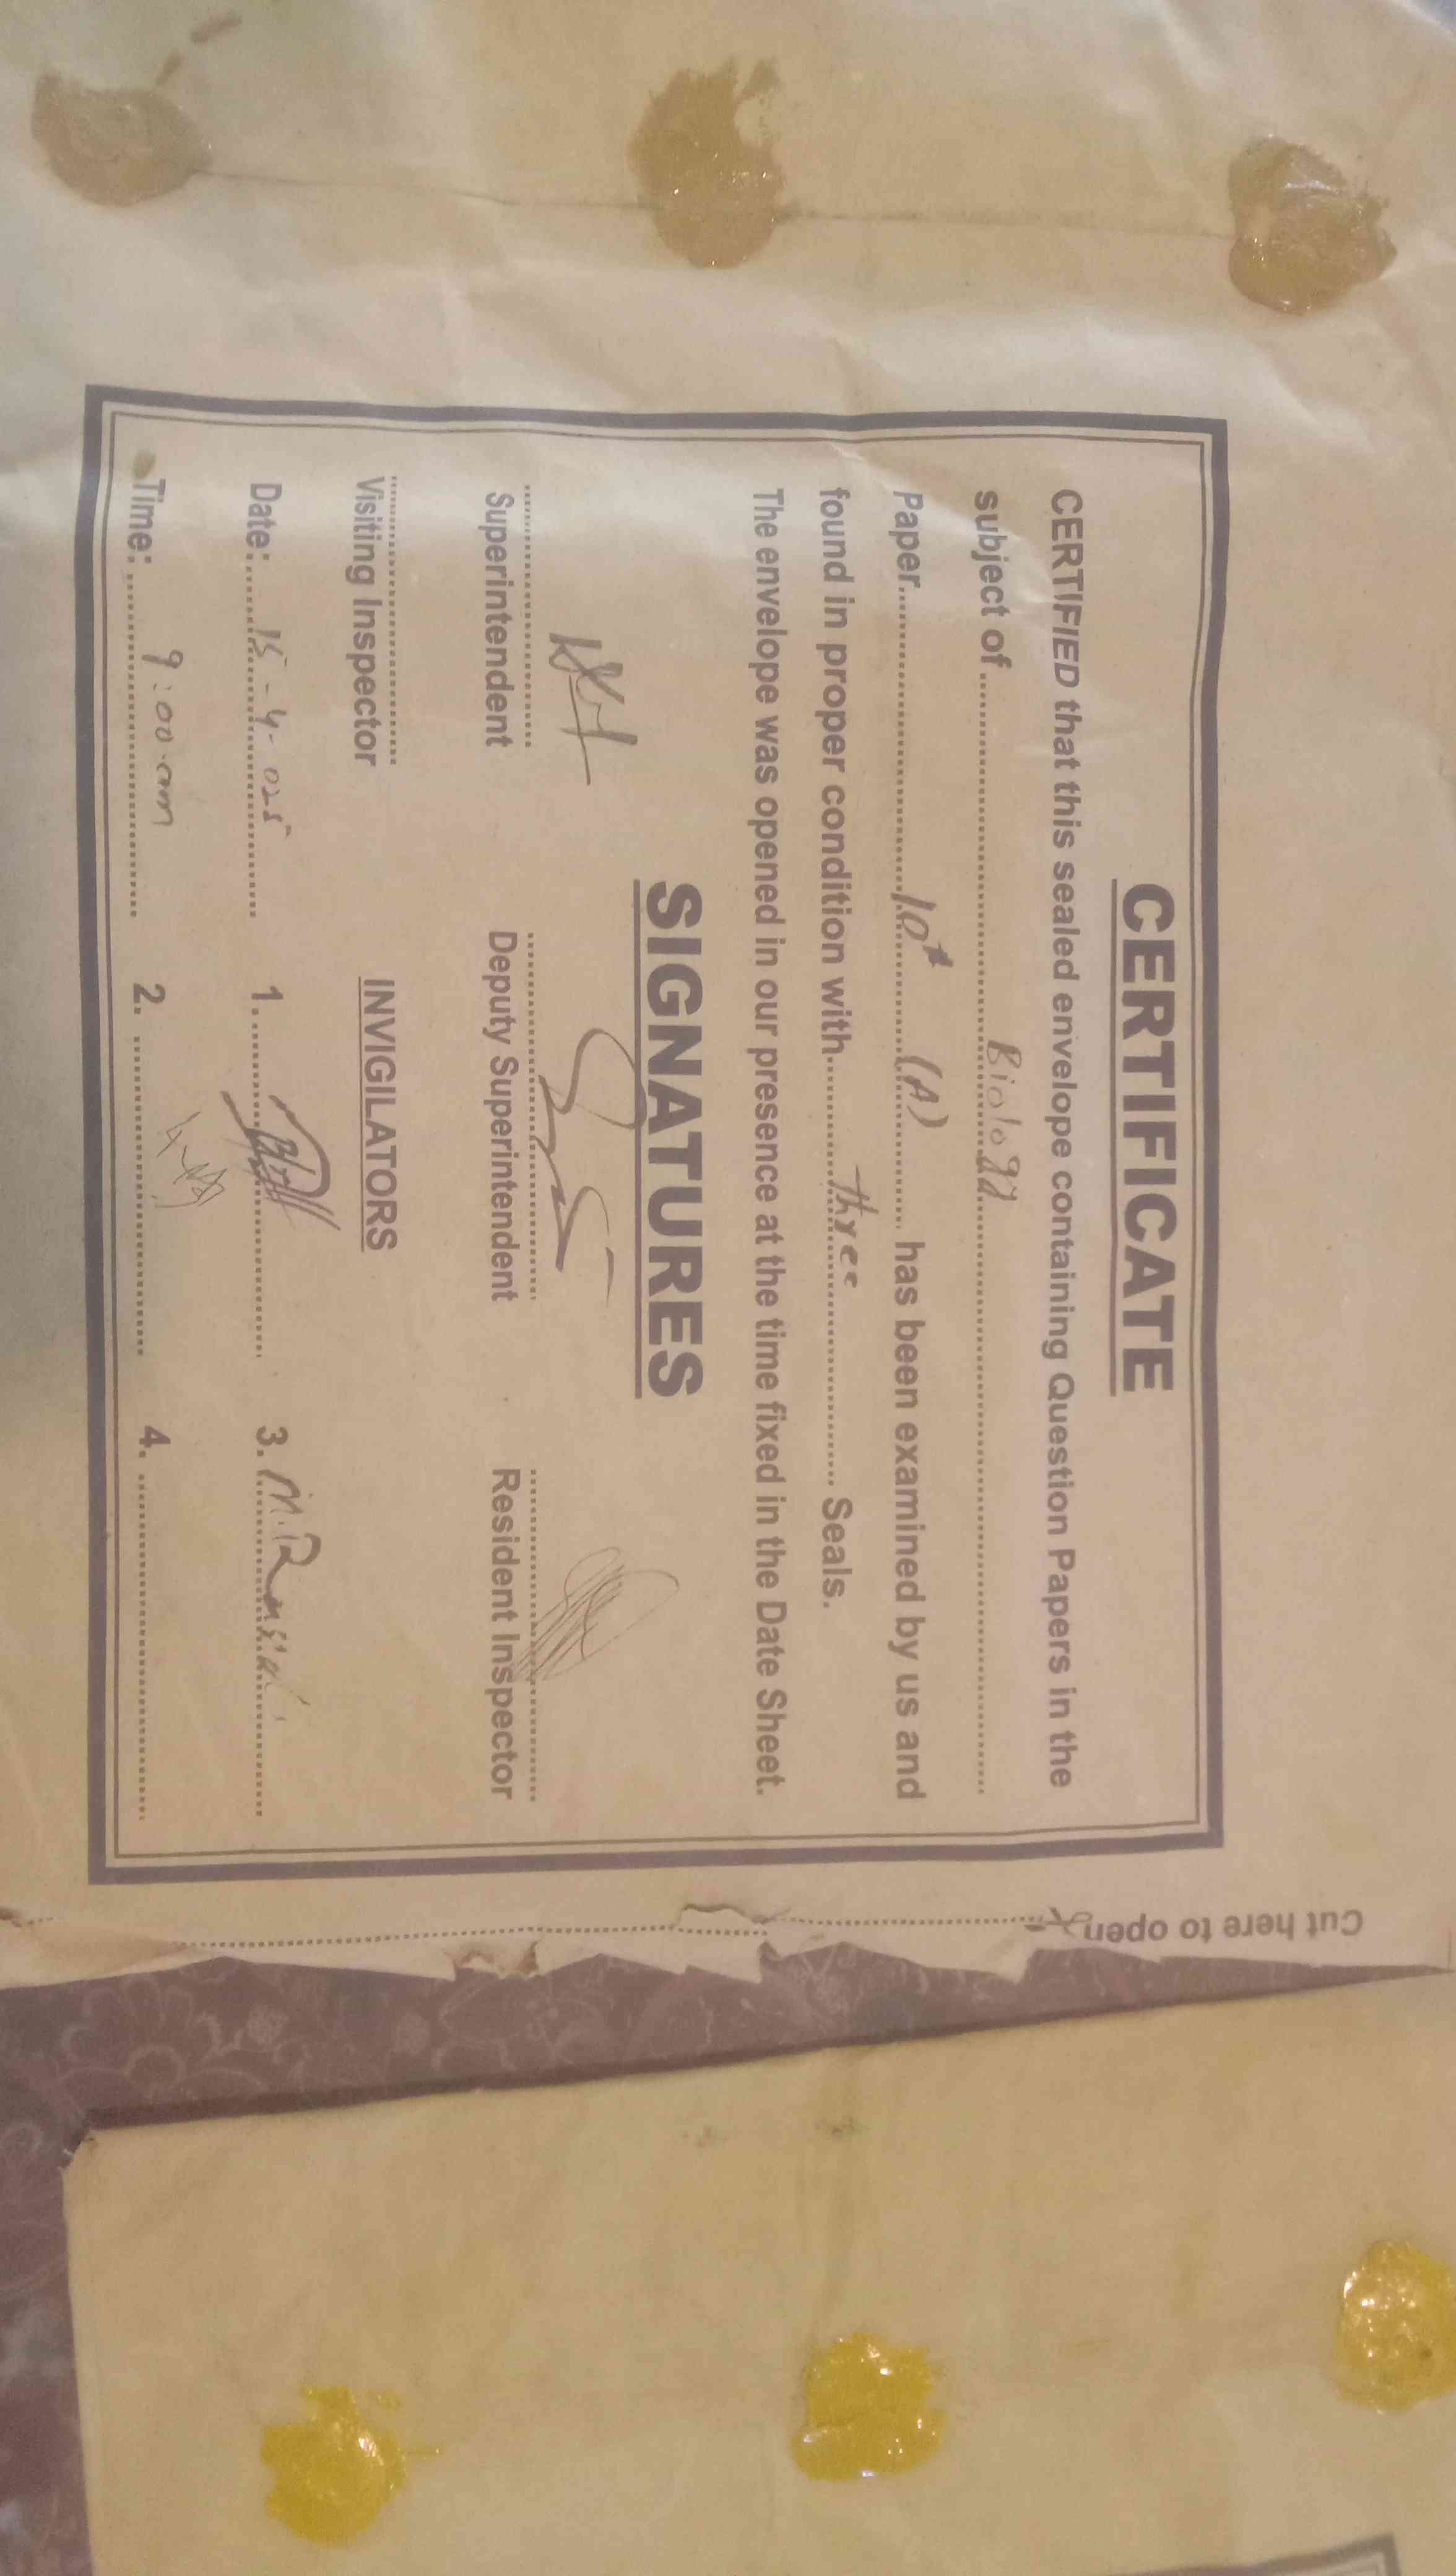 CERTIFICATE
CERTIFIED that this sealed envelope containing Question Papers in the
subject of ............ Biology ............
Paper ............ 10th (A) ............ has been examined by us and
found in proper condition with ............ Three ............ Seals.
The envelope was opened in our presence at the time fixed in the Date Sheet.
SIGNATURES
Superintendent Deputy Superintendent Resident Inspector
Visiting Inspector INVIGILATORS
Date: 15-4-025 1. 3. M.
Time: 9:00 am 2. 4.
Cut here to open